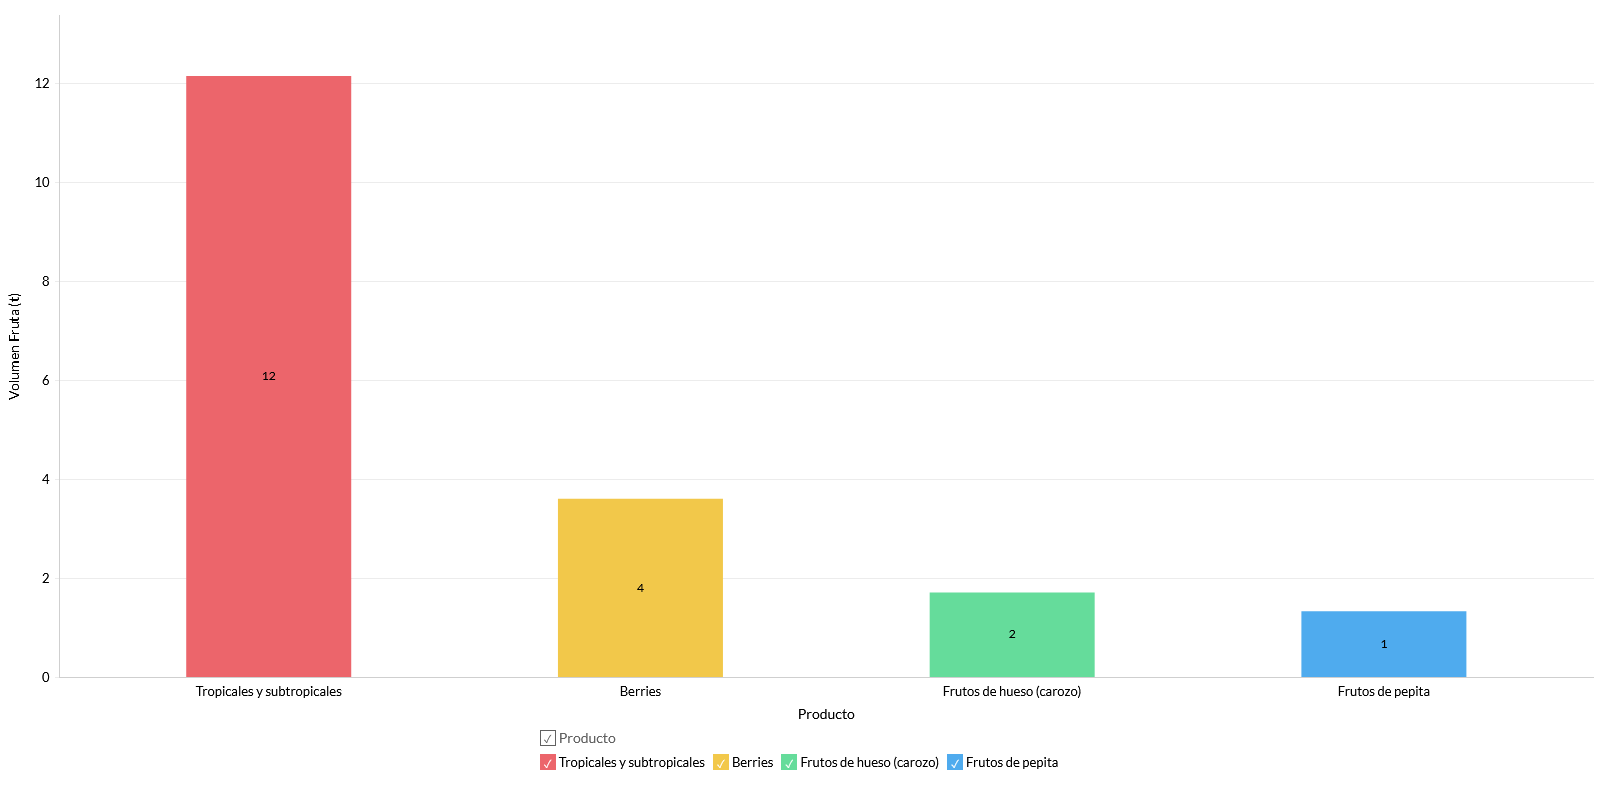 Volumen Fruta (t)
12
10
8
6
4
2
0
12
4
2
1
Tropicales y subtropicales
Berries
Frutos de hueso (carozo)
Frutos de pepita
Producto
Producto
Tropicales y subtropicales Berries Frutos de hueso (carozo) Frutos de pepita